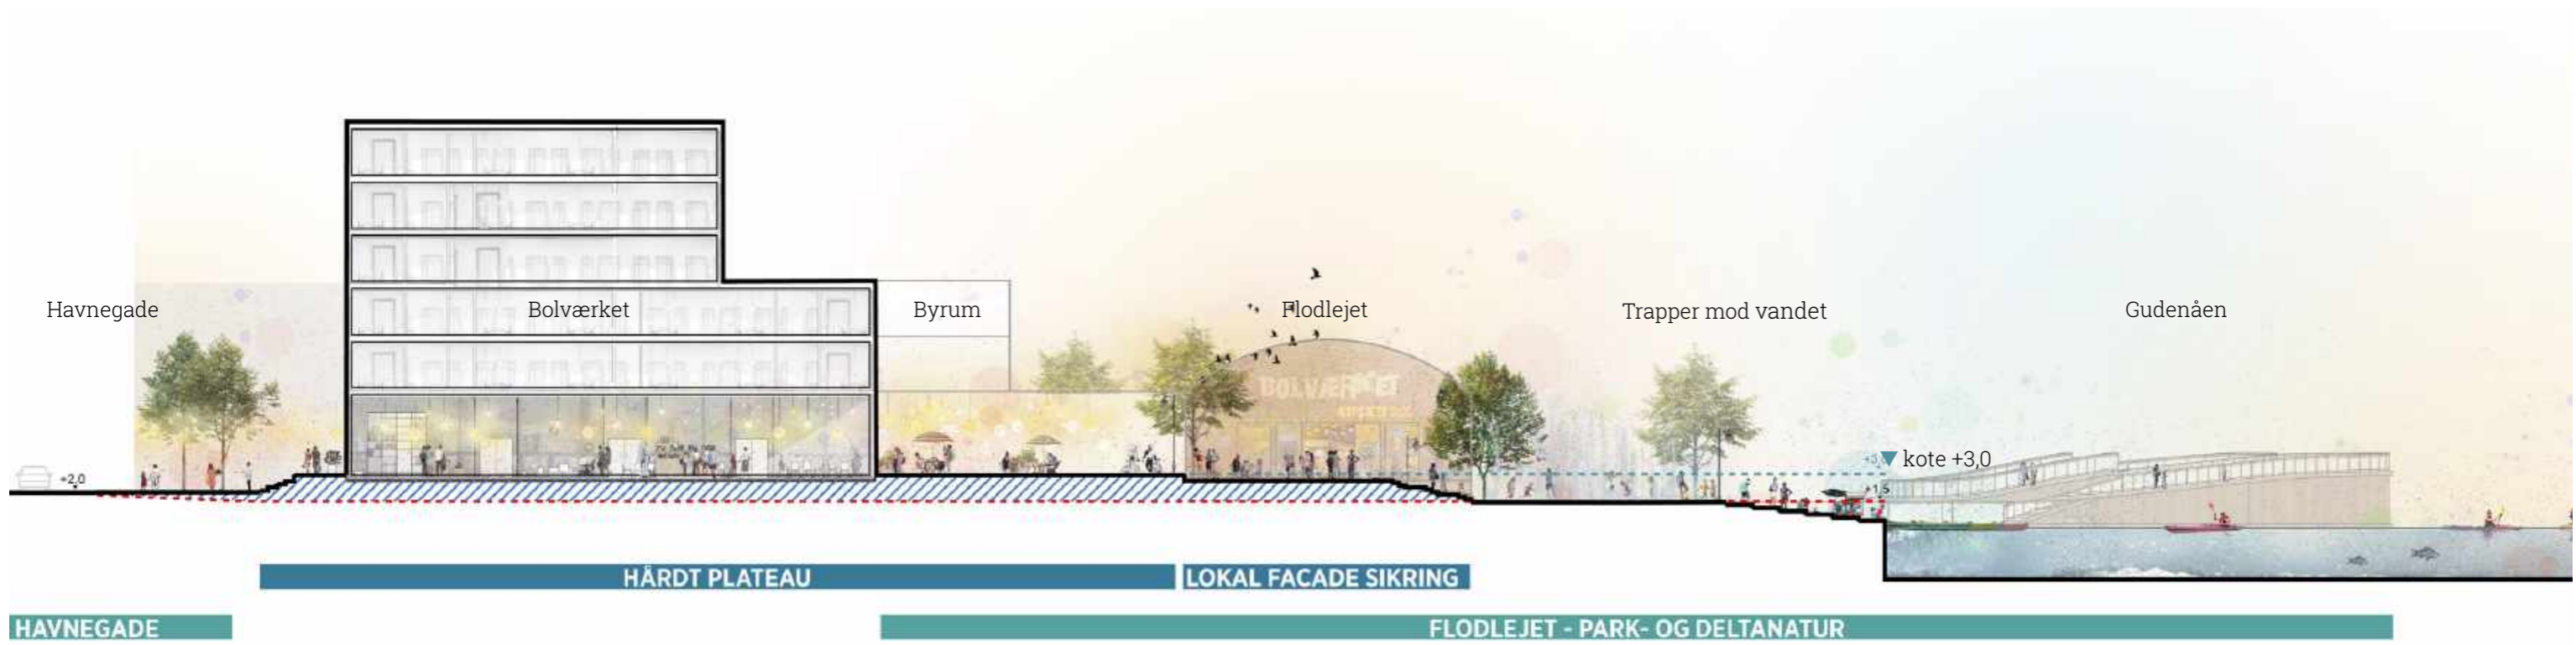 Havnegade
Bolværket
Byrum
Flodlejet
Trapper mod vandet
Gudenåen
BOLVÆRKET
kote +3,0
+2,0
+1,5
HÅRDT PLATEAU
LOKAL FACADE SIKRING
HAVNEGADE
FLODLEJET - PARK- OG DELTANATUR